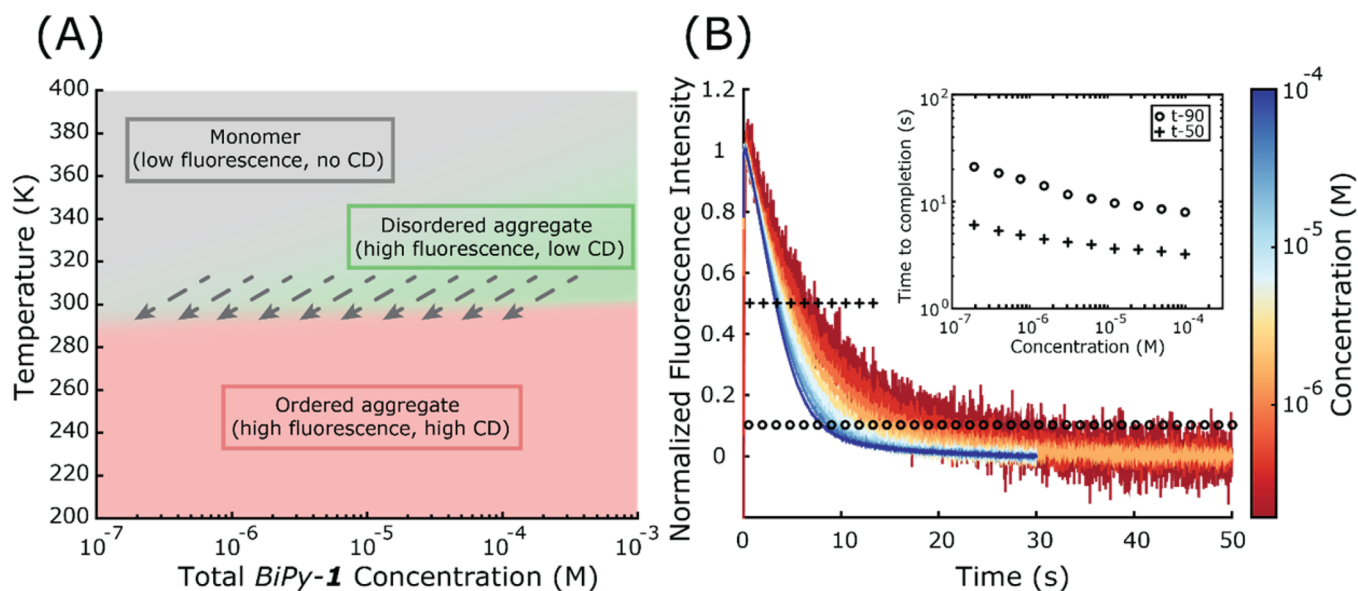 (A)
400
380
360
340
320
300
280
260
240
220
200
Temperature (K)
Monomer
(low fluorescence, no CD)
Disordered aggregate
(high fluorescence, low CD)
Ordered aggregate
(high fluorescence, high CD)
10⁻⁷
10⁻⁶
10⁻⁵
10⁻⁴
10⁻³
Total BiPy-1 Concentration (M)
(B)
Normalized Fluorescence Intensity
1.2
1
0.8
0.6
0.4
0.2
0
0
10
20
30
40
50
Time (s)
Time to completion (s)
10²
10¹
10⁰
t-90
t-50
10⁻⁷
10⁻⁶
10⁻⁵
10⁻⁴
Concentration (M)
10⁻⁴
10⁻⁵
10⁻⁶
Concentration (M)